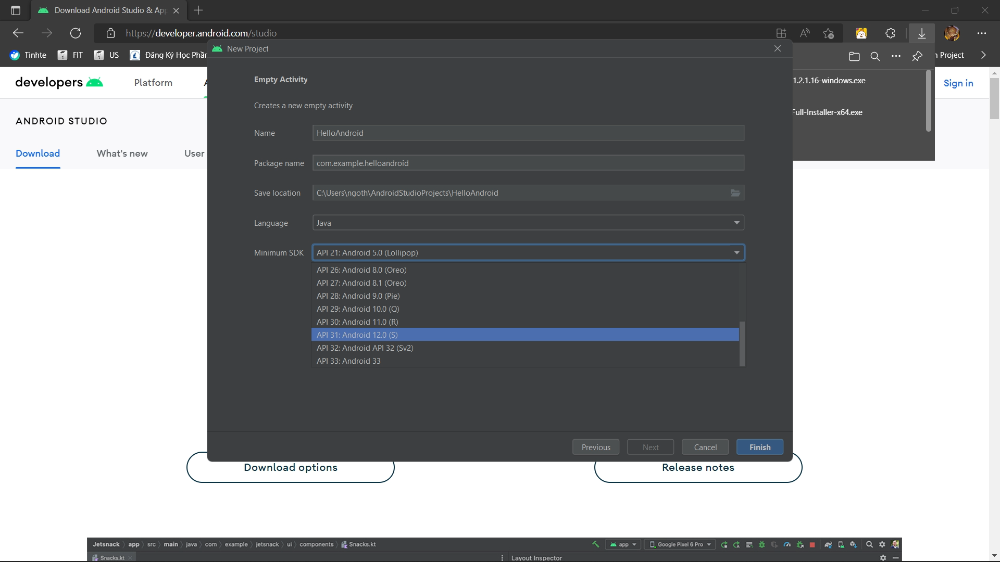 Download Android Studio & Ap
https://developer.android.com/studio
Tinhte
FIT
US
Đăng Ký Học Phần
Project
New Project
developers
Platform
Sign in
ANDROID STUDIO
Download
What's new
User
1.2.1.16-windows.exe
Full-Installer-x64.exe
Empty Activity
Creates a new empty activity
Name
HelloAndroid
Package name
com.example.helloandroid
Save location
C:\Users\ngoth\AndroidStudioProjects\HelloAndroid
Language
Java
Minimum SDK
API 21: Android 5.0 (Lollipop)
API 26: Android 8.0 (Oreo)
API 27: Android 8.1 (Oreo)
API 28: Android 9.0 (Pie)
API 29: Android 10.0 (Q)
API 30: Android 11.0 (R)
API 31: Android 12.0 (S)
API 32: Android API 32 (Sv2)
API 33: Android 33
Previous
Next
Cancel
Finish
Download options
Release notes
Jetsnack app src main java com example jetsnack ui components Snacks.kt
app
Google Pixel 6 Pro
Snacks.kt
Layout Inspector